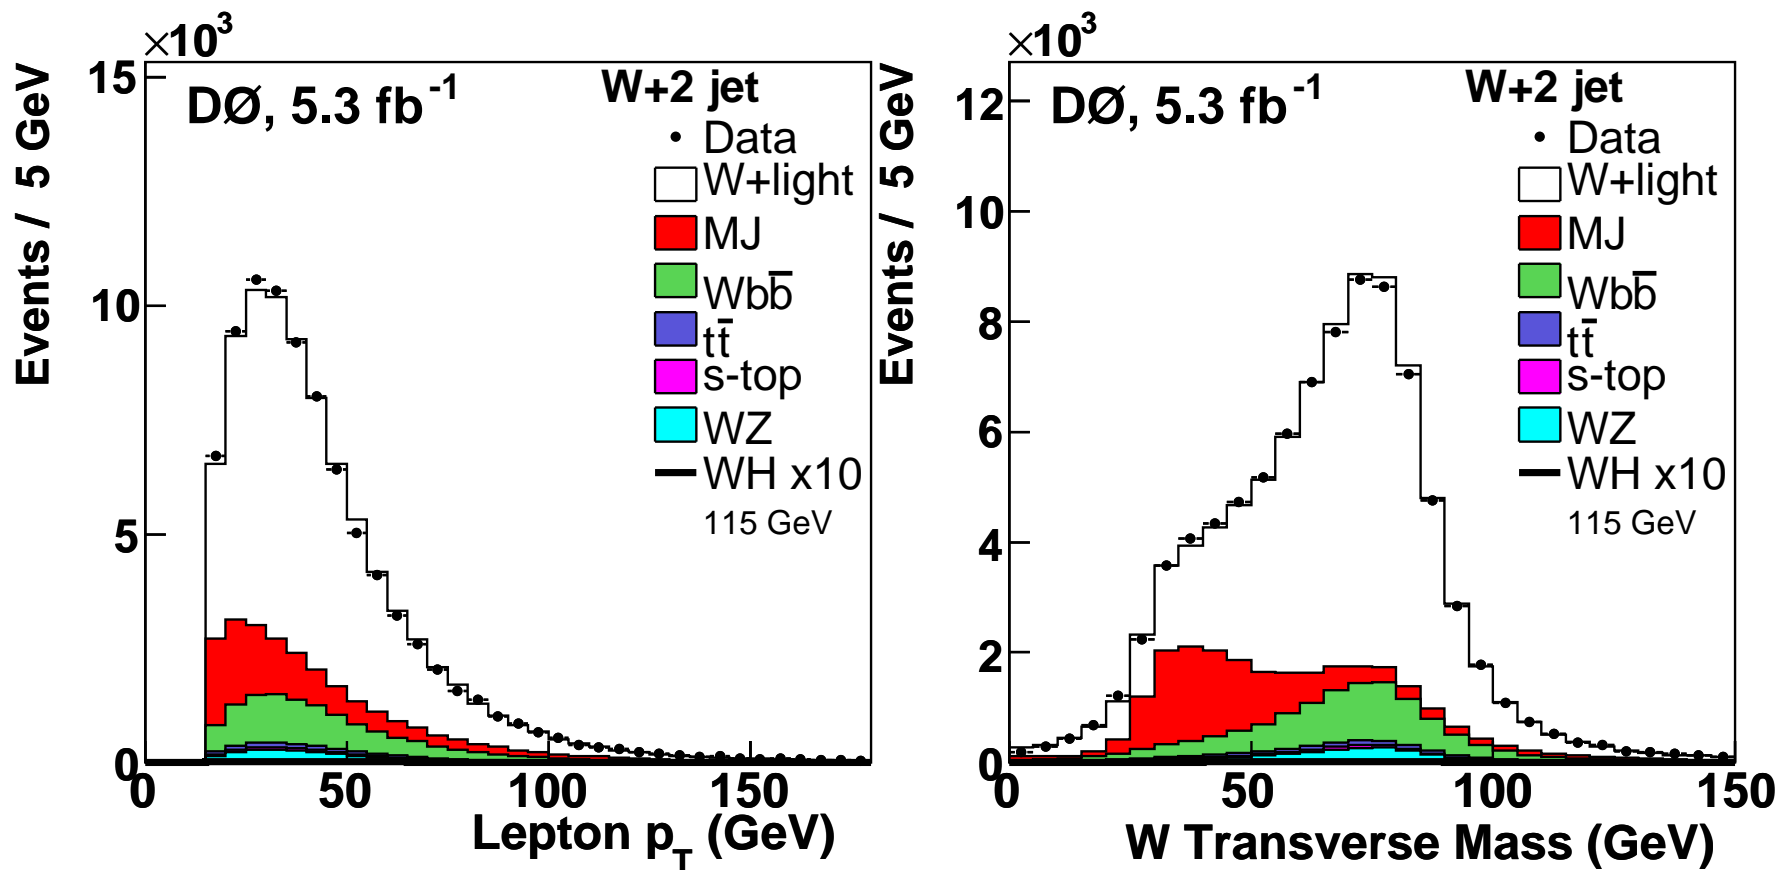 ×10³
Events / 5 GeV
15
10
5
0
0 50 100 150
Lepton p_T (GeV)
DØ, 5.3 fb⁻¹
W+2 jet
Data
W+light
MJ
Wbb̄
tt̄
s-top
WZ
WH x10
115 GeV
×10³
Events / 5 GeV
12
10
8
6
4
2
0
0 50 100 150
W Transverse Mass (GeV)
DØ, 5.3 fb⁻¹
W+2 jet
Data
W+light
MJ
Wbb̄
tt̄
s-top
WZ
WH x10
115 GeV